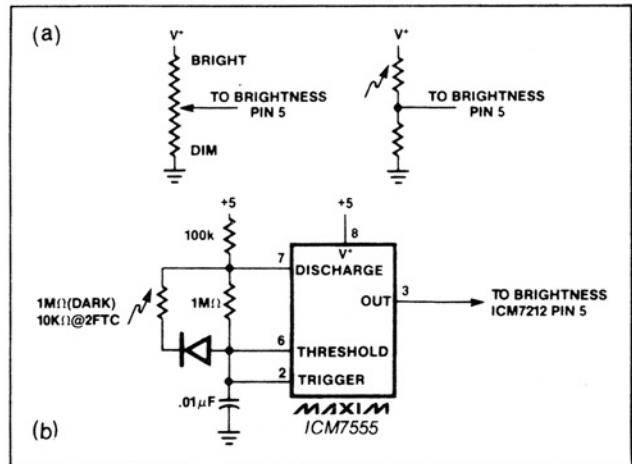 (a)
V+
BRIGHT
TO BRIGHTNESS
PIN 5
DIM
V+
TO BRIGHTNESS
PIN 5
+5
100k
1MΩ(DARK)
10KΩ@2FTC
1MΩ
.01μF
+5
8
V+
7
DISCHARGE
OUT
3
6
THRESHOLD
2
TRIGGER
TO BRIGHTNESS
ICM7212 PIN 5
MAXIM
ICM7555
(b)